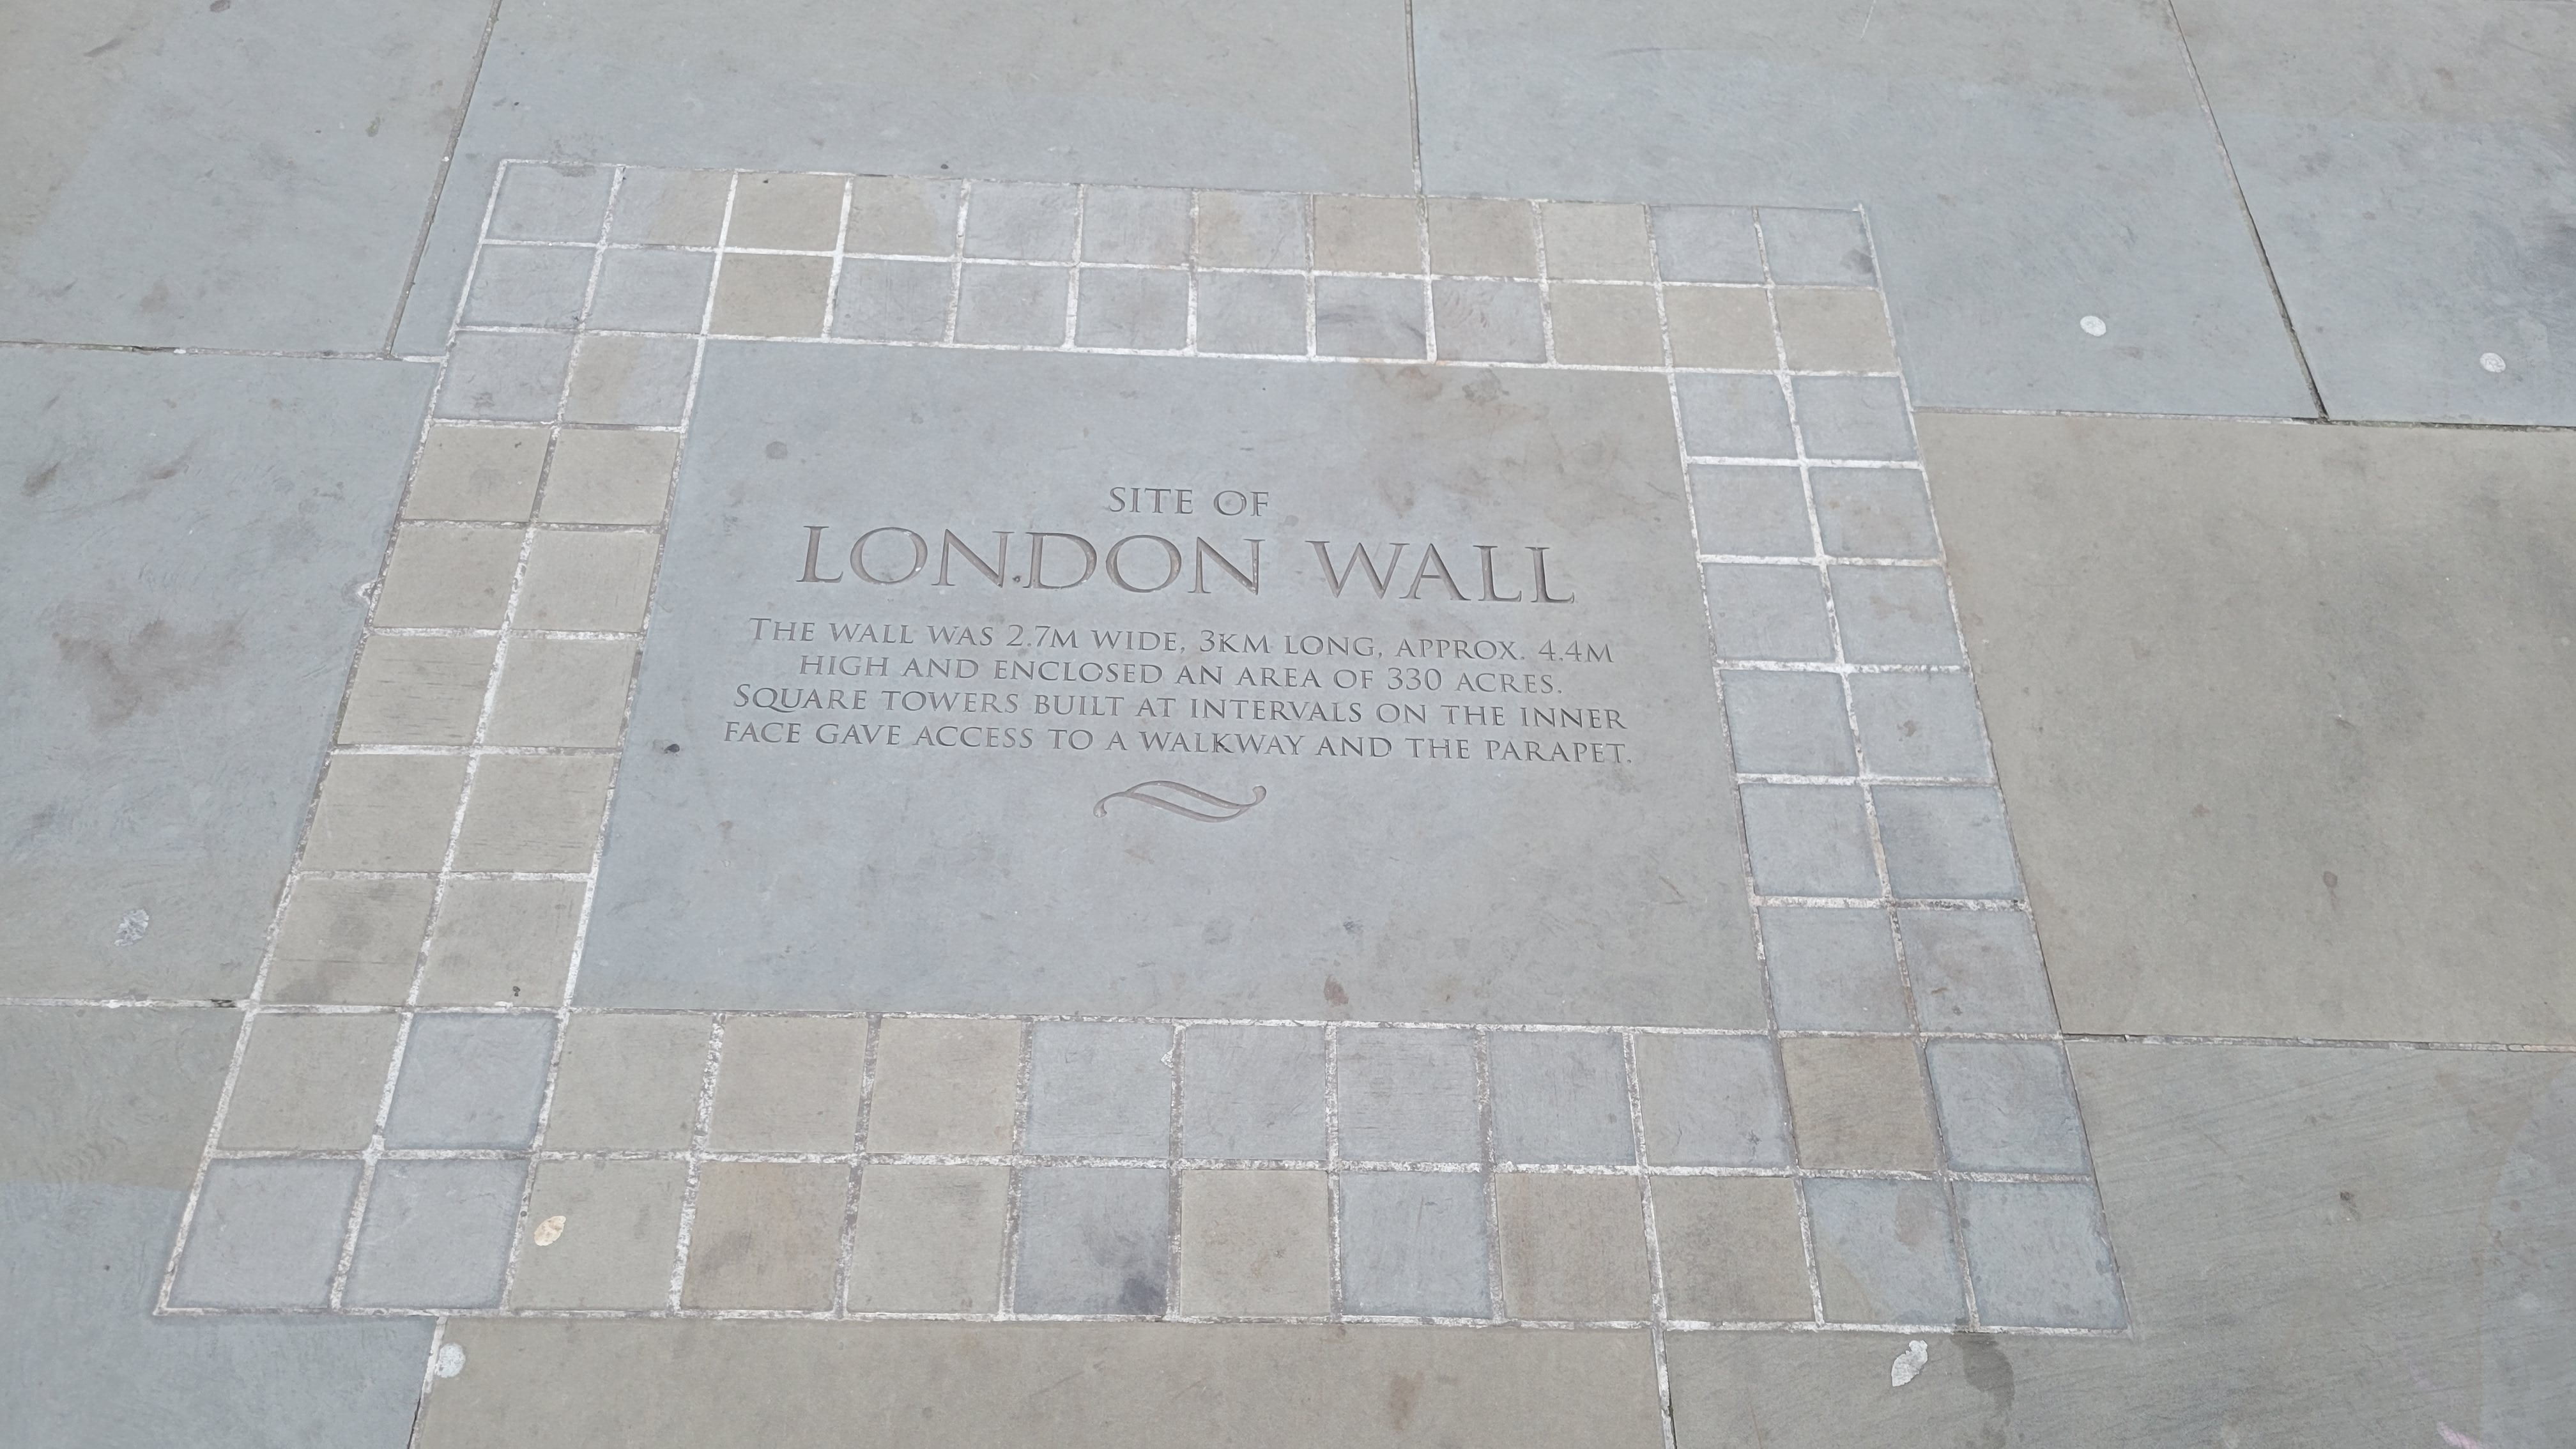 SITE OF
LONDON WALL
THE WALL WAS 2.7M WIDE, 3KM LONG, APPROX. 4.4M
HIGH AND ENCLOSED AN AREA OF 330 ACRES.
SQUARE TOWERS BUILT AT INTERVALS ON THE INNER
FACE GAVE ACCESS TO A WALKWAY AND THE PARAPET.